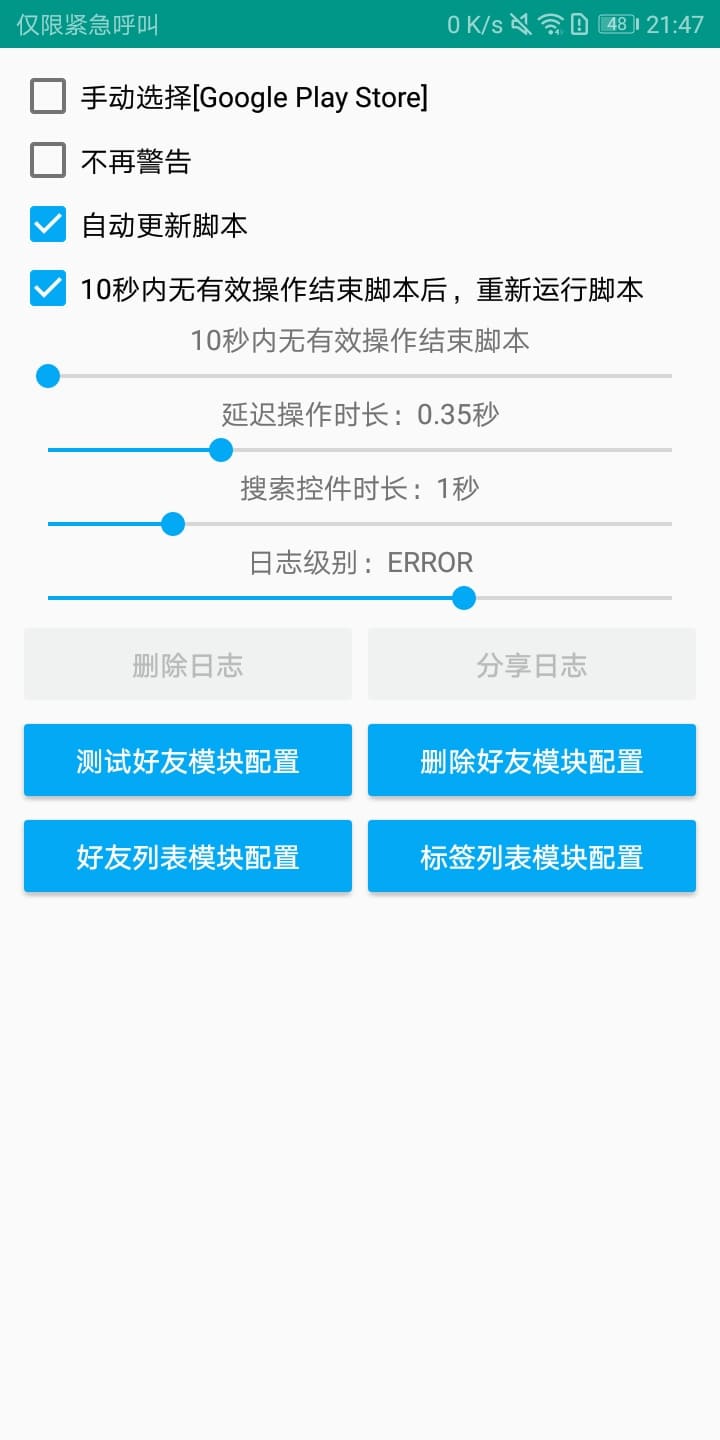 仅限紧急呼叫 0 K/s 48 21:47
手动选择[Google Play Store]
不再警告
自动更新脚本
10秒内无有效操作结束脚本后，重新运行脚本
10秒内无有效操作结束脚本
延迟操作时长：0.35秒
搜索控件时长：1秒
日志级别：ERROR
删除日志 分享日志
测试好友模块配置 删除好友模块配置
好友列表模块配置 标签列表模块配置